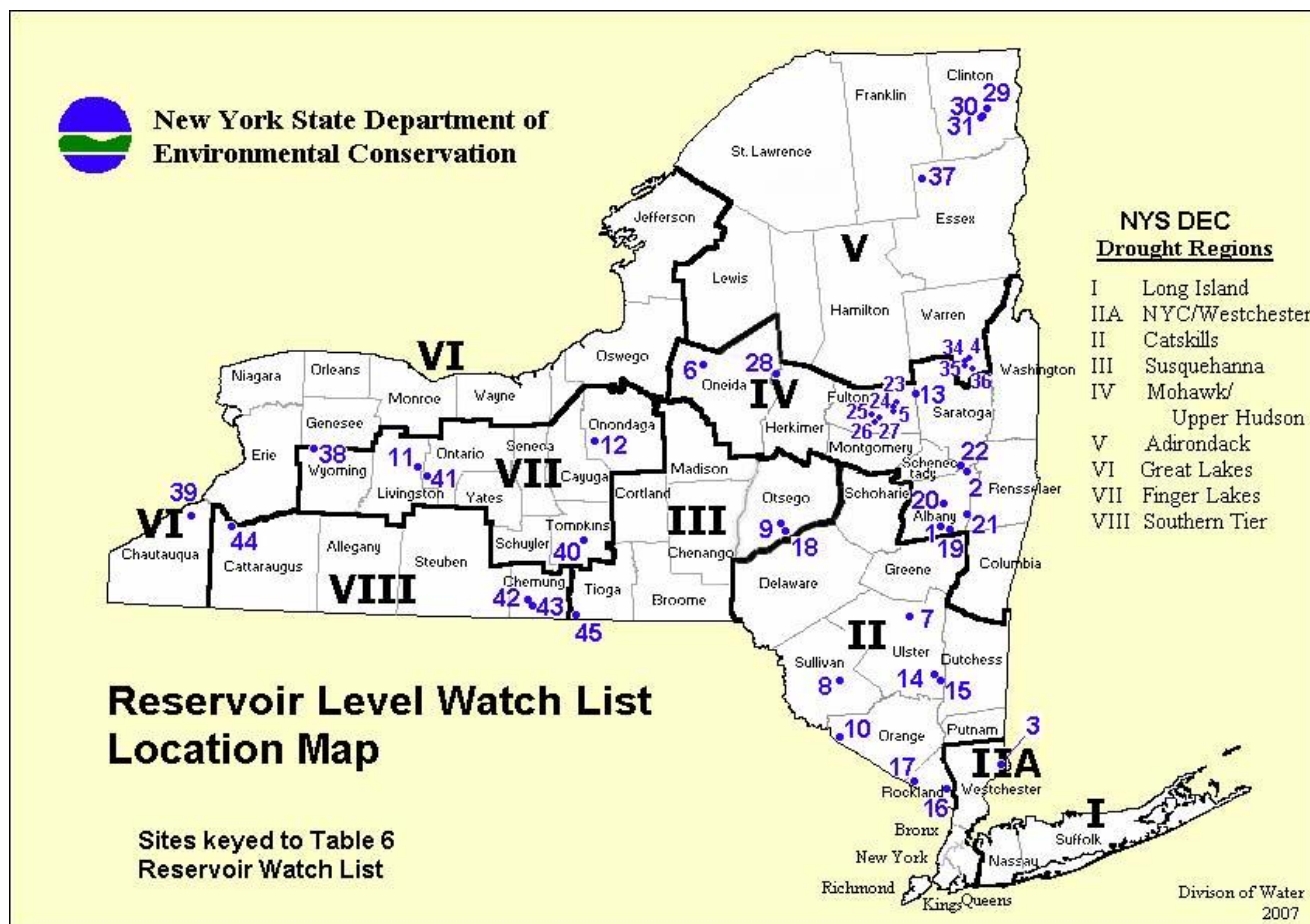 New York State Department of
Environmental Conservation
Clinton
Franklin
29
30
31
St. Lawrence
37
Essex
Jefferson
NYS DEC
Drought Regions
I Long Island
IIA NYC/Westchester
II Catskills
III Susquehanna
IV Mohawk/
Upper Hudson
V Adirondack
VI Great Lakes
VII Finger Lakes
VIII Southern Tier
V
Lewis
Hamilton
Warren
34
4
35
36
Washington
VI
Oswego
6
Oneida
28
IV
Herkimer
Fulton
23
24
25
5
26
27
13
Saratoga
Montgomery
Niagara
Orleans
Monroe
Wayne
Genesee
Erie
38
Wyoming
11
Ontario
41
Livingston
Yates
Seneca
VII
Onondaga
12
Cayuga
Madison
Cortland
III
Otsego
9
18
Schoharie
Schenec
tady
22
2
Rensselaer
20
Albany
21
1
19
39
VI
Chautauqua
44
Cattaraugus
Allegany
VIII
Steuben
Schuyler
Tompkins
40
Chenango
Chemung
42
43
Tioga
45
Broome
Delaware
Greene
Columbia
7
II
Ulster
Sullivan
8
14
15
Dutchess
10
Orange
Putnam
3
IIA
Westchester
17
Rockland
16
Reservoir Level Watch List
Location Map
Sites keyed to Table 6
Reservoir Watch List
I
Suffolk
Nassau
Bronx
New York
Richmond
Kings
Queens
Divison of Water
2007